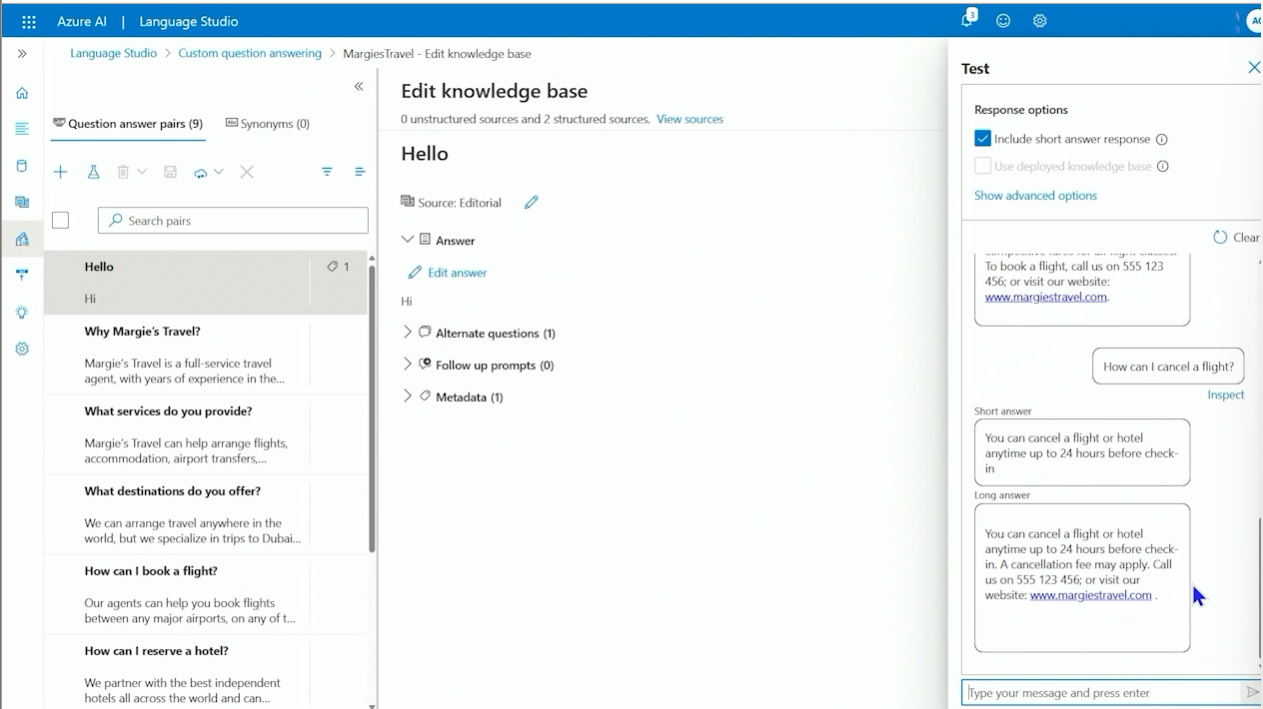 Azure AI | Language Studio
3
AC
Language Studio > Custom question answering > MargiesTravel - Edit knowledge base
Question answer pairs (9)
Synonyms (0)
Search pairs
Hello
1
Hi
Why Margie's Travel?
Margie's Travel is a full-service travel
agent, with years of experience in the...
What services do you provide?
Margie's Travel can help arrange flights,
accommodation, airport transfers,...
What destinations do you offer?
We can arrange travel anywhere in the
world, but we specialize in trips to Dubai...
How can I book a flight?
Our agents can help you book flights
between any major airports, on any of t...
How can I reserve a hotel?
We partner with the best independent
hotels all across the world and can...
Edit knowledge base
0 unstructured sources and 2 structured sources. View sources
Hello
Source: Editorial
Answer
Edit answer
Hi
Alternate questions (1)
Follow up prompts (0)
Metadata (1)
Test
Response options
Include short answer response
Use deployed knowledge base
Show advanced options
Clear
competitive fares for all flight classes.
To book a flight, call us on 555 123
456; or visit our website:
www.margiestravel.com.
How can I cancel a flight?
Inspect
Short answer
You can cancel a flight or hotel
anytime up to 24 hours before check-
in
Long answer
You can cancel a flight or hotel
anytime up to 24 hours before check-
in. A cancellation fee may apply. Call
us on 555 123 456; or visit our
website: www.margiestravel.com .
Type your message and press enter